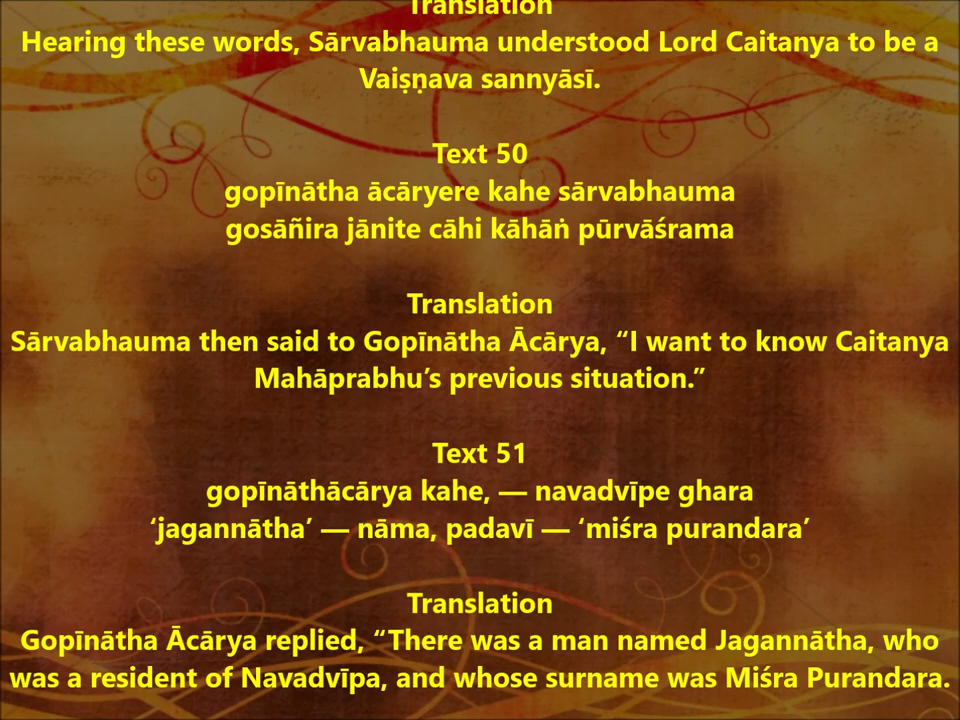 Translation
Hearing these words, Sārvabhauma understood Lord Caitanya to be a
Vaiṣṇava sannyāsī.
Text 50
gopīnātha ācāryere kahe sārvabhauma
gosāñira jānite cāhi kāhāṅ pūrvāśrama
Translation
Sārvabhauma then said to Gopīnātha Ācārya, “I want to know Caitanya
Mahāprabhu’s previous situation.”
Text 51
gopīnāthācārya kahe, — navadvīpe ghara
‘jagannātha’ — nāma, padavī — ‘miśra purandara’
Translation
Gopīnātha Ācārya replied, “There was a man named Jagannātha, who
was a resident of Navadvīpa, and whose surname was Miśra Purandara.